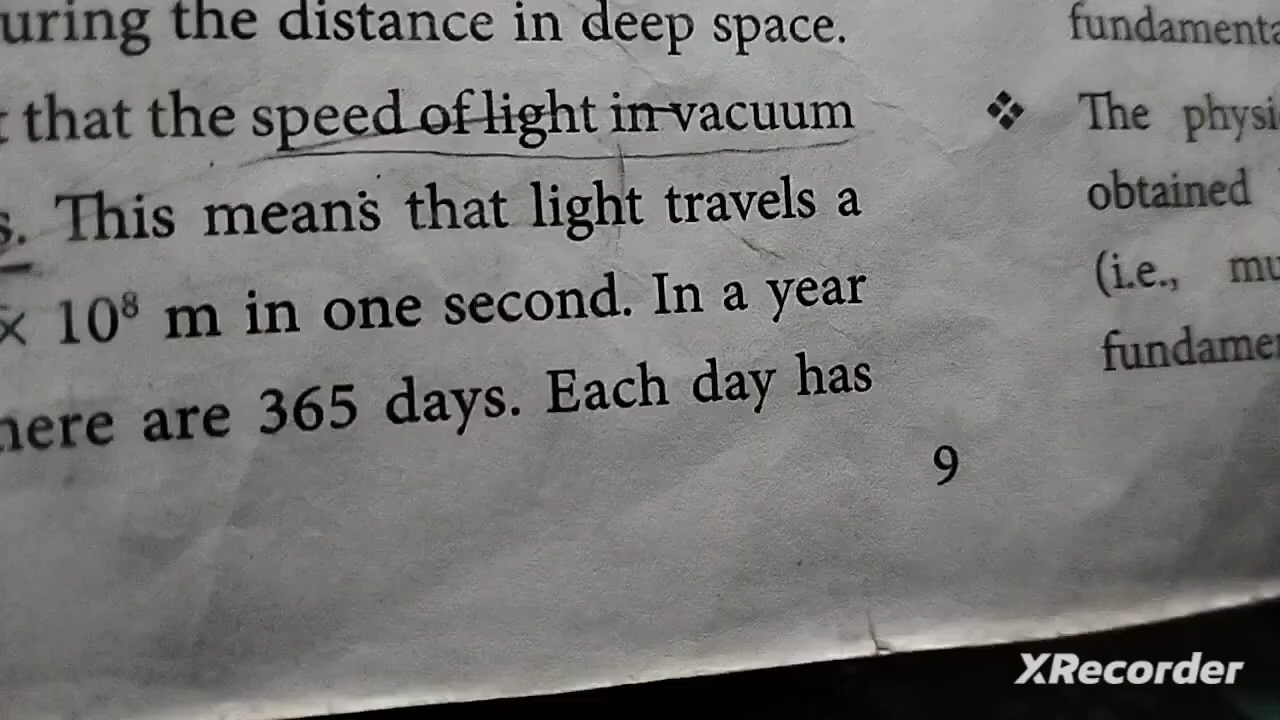 uring the distance in deep space.
that the speed of light in vacuum
s. This means that light travels a
× 10⁸ m in one second. In a year
here are 365 days. Each day has
9
fundamenta
❖ The physi
obtained
(i.e., mu
fundamen
XRecorder